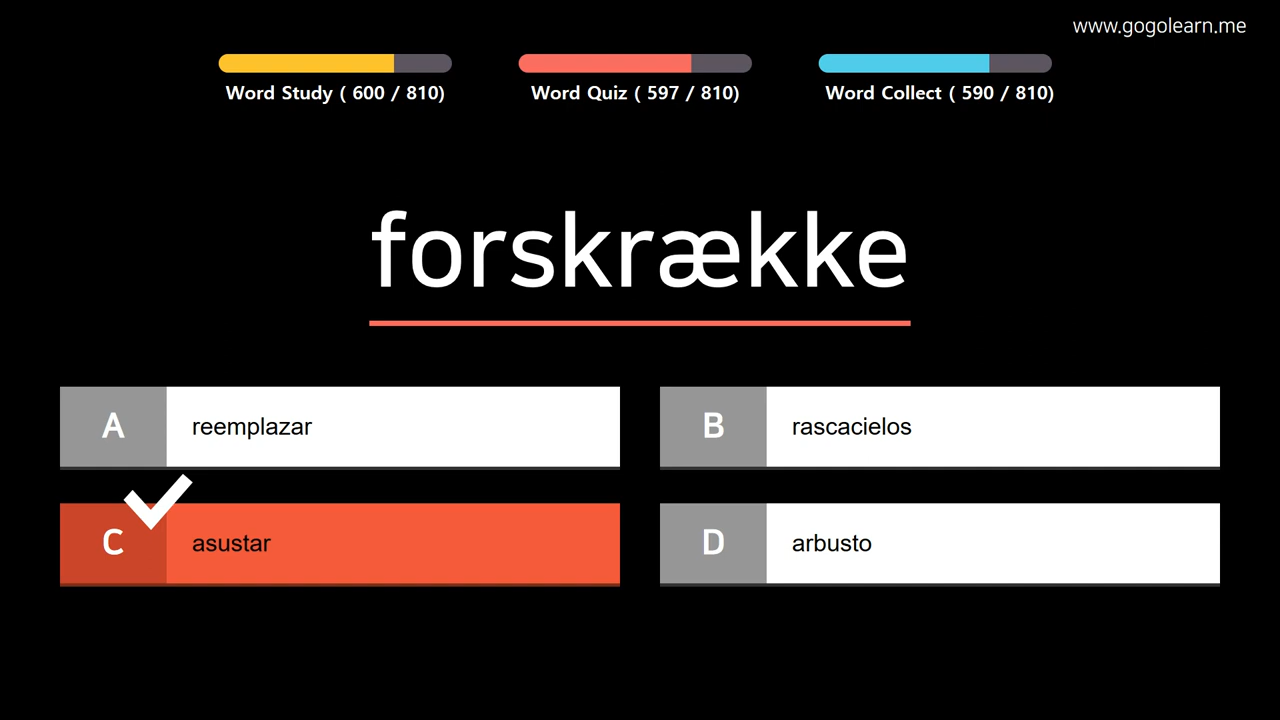 www.gogolearn.me
Word Study ( 600 / 810)
Word Quiz ( 597 / 810)
Word Collect ( 590 / 810)
forskrække
A reemplazar
B rascacielos
C asustar
D arbusto